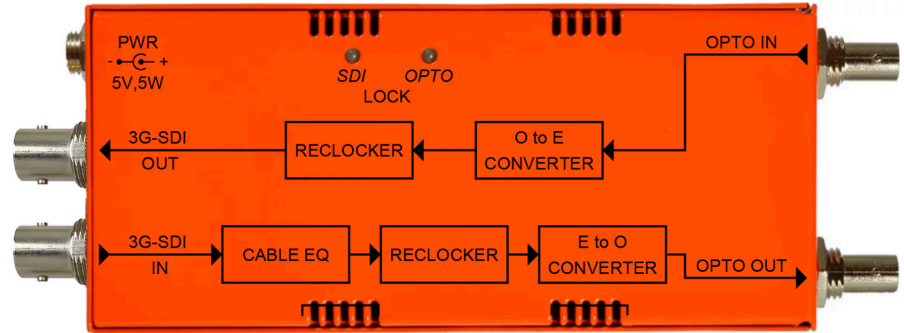 PWR
- +
5V,5W
SDI
OPTO
LOCK
OPTO IN
3G-SDI
OUT
RECLOCKER
O to E
CONVERTER
3G-SDI
IN
CABLE EQ
RECLOCKER
E to O
CONVERTER
OPTO OUT